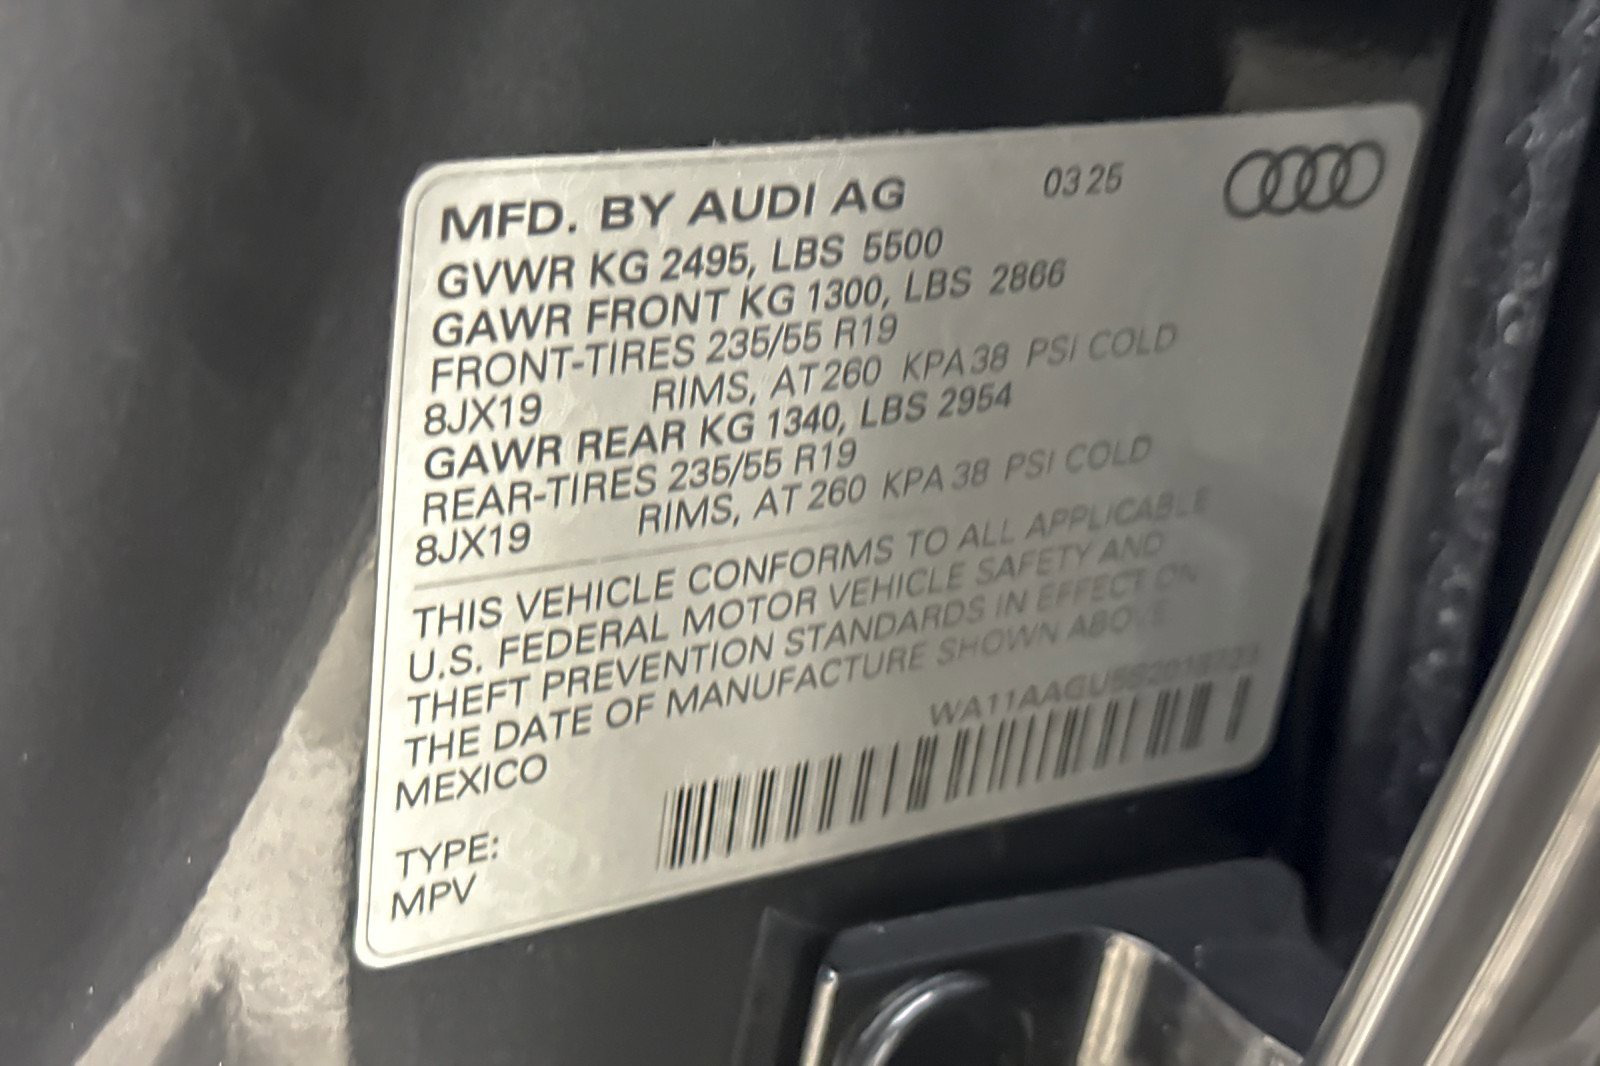 MFD. BY AUDI AG 03 25
GVWR KG 2495, LBS 5500
GAWR FRONT KG 1300, LBS 2866
FRONT-TIRES 235/55 R19
8JX19 RIMS, AT 260 KPA 38 PSI COLD
GAWR REAR KG 1340, LBS 2954
REAR-TIRES 235/55 R19
8JX19 RIMS, AT 260 KPA 38 PSI COLD
THIS VEHICLE CONFORMS TO ALL APPLICABLE
U.S. FEDERAL MOTOR VEHICLE SAFETY AND
THEFT PREVENTION STANDARDS IN EFFECT ON
THE DATE OF MANUFACTURE SHOWN ABOVE
MEXICO
TYPE:
MPV